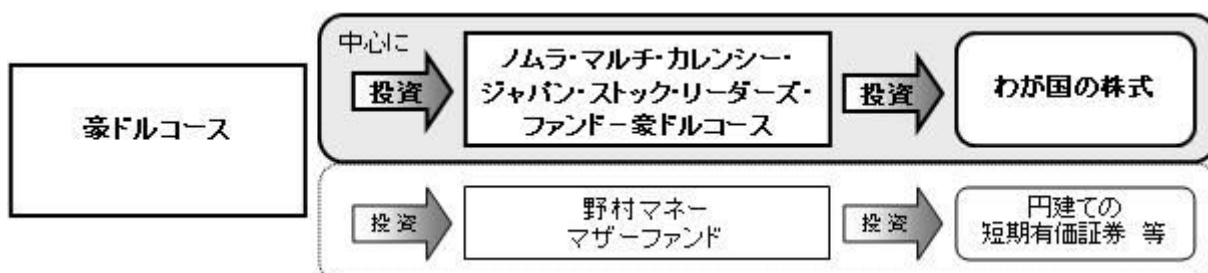 豪ドルコース
中心に
投資
ノムラ・マルチ・カレンシー・
ジャパン・ストック・リーダーズ・
ファンドー豪ドルコース
投資
わが国の株式
投資
野村マネー
マザーファンド
投資
円建ての
短期有価証券 等